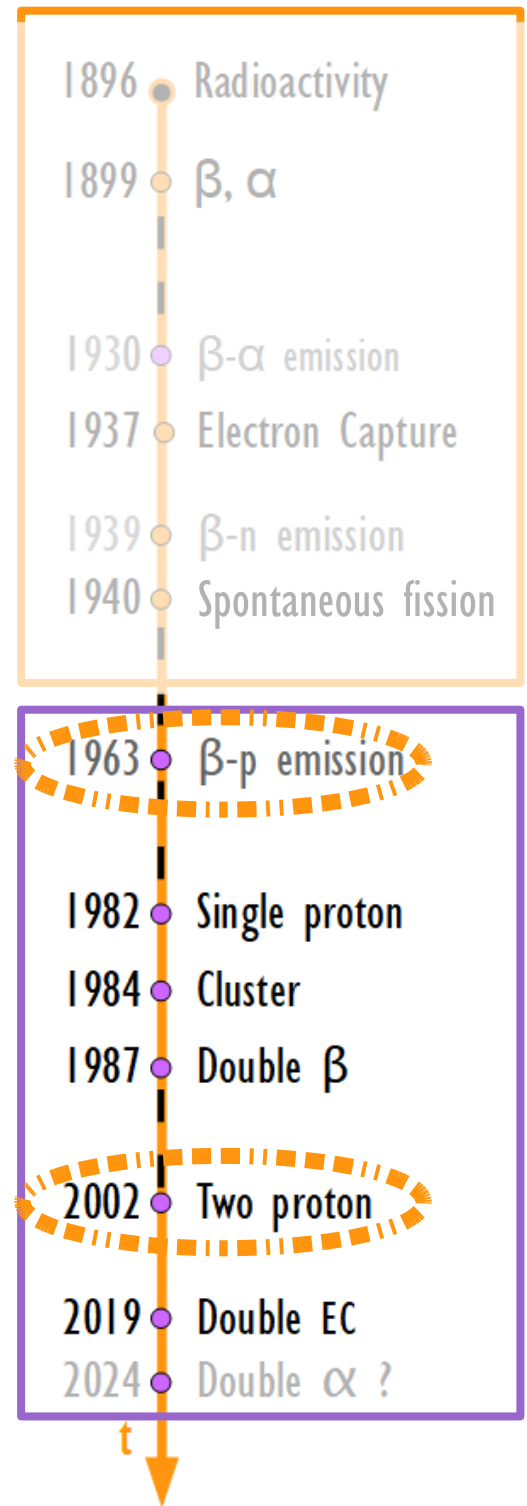 1896 Radioactivity
1899 β, α
1930 β-α emission
1937 Electron Capture
1939 β-n emission
1940 Spontaneous fission
1963 β-p emission
1982 Single proton
1984 Cluster
1987 Double β
2002 Two proton
2019 Double EC
2024 Double α ?
t